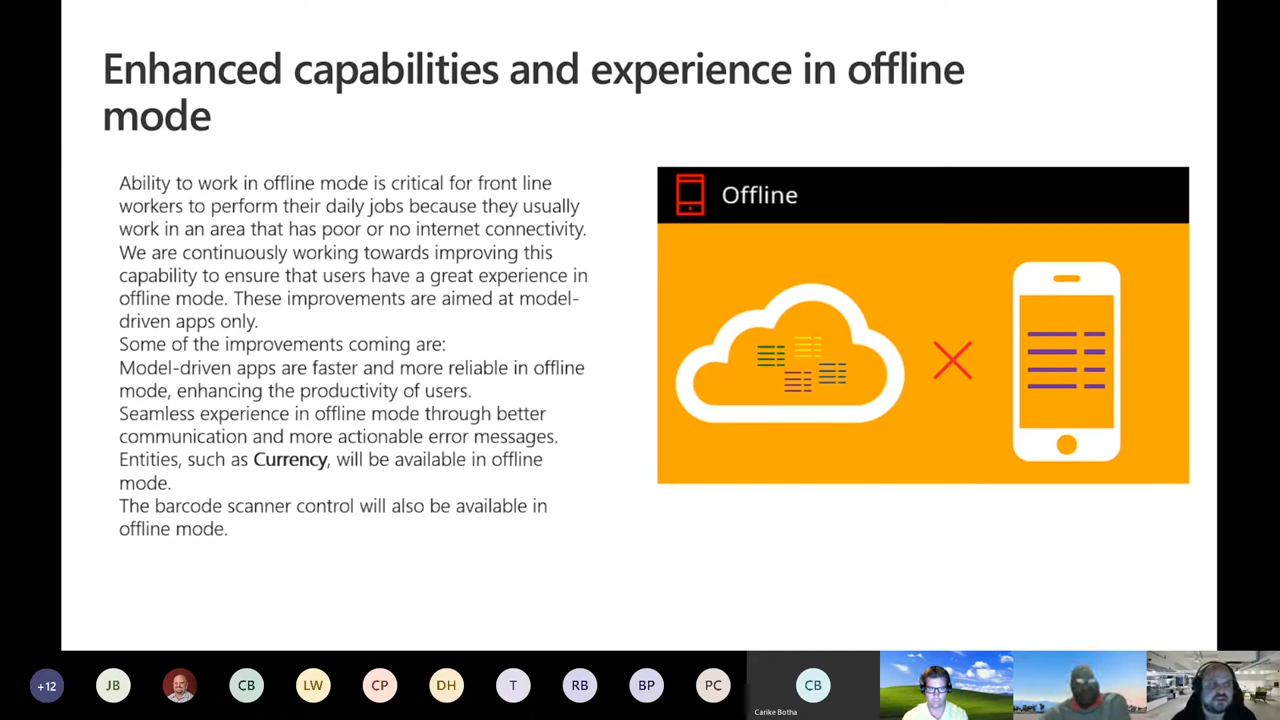 Enhanced capabilities and experience in offline
mode
Ability to work in offline mode is critical for front line
workers to perform their daily jobs because they usually
work in an area that has poor or no internet connectivity.
We are continuously working towards improving this
capability to ensure that users have a great experience in
offline mode. These improvements are aimed at model-
driven apps only.
Some of the improvements coming are:
Model-driven apps are faster and more reliable in offline
mode, enhancing the productivity of users.
Seamless experience in offline mode through better
communication and more actionable error messages.
Entities, such as Currency, will be available in offline
mode.
The barcode scanner control will also be available in
offline mode.
Offline
+12 JB CB LW CP DH T RB BP PC CB
Carike Botha